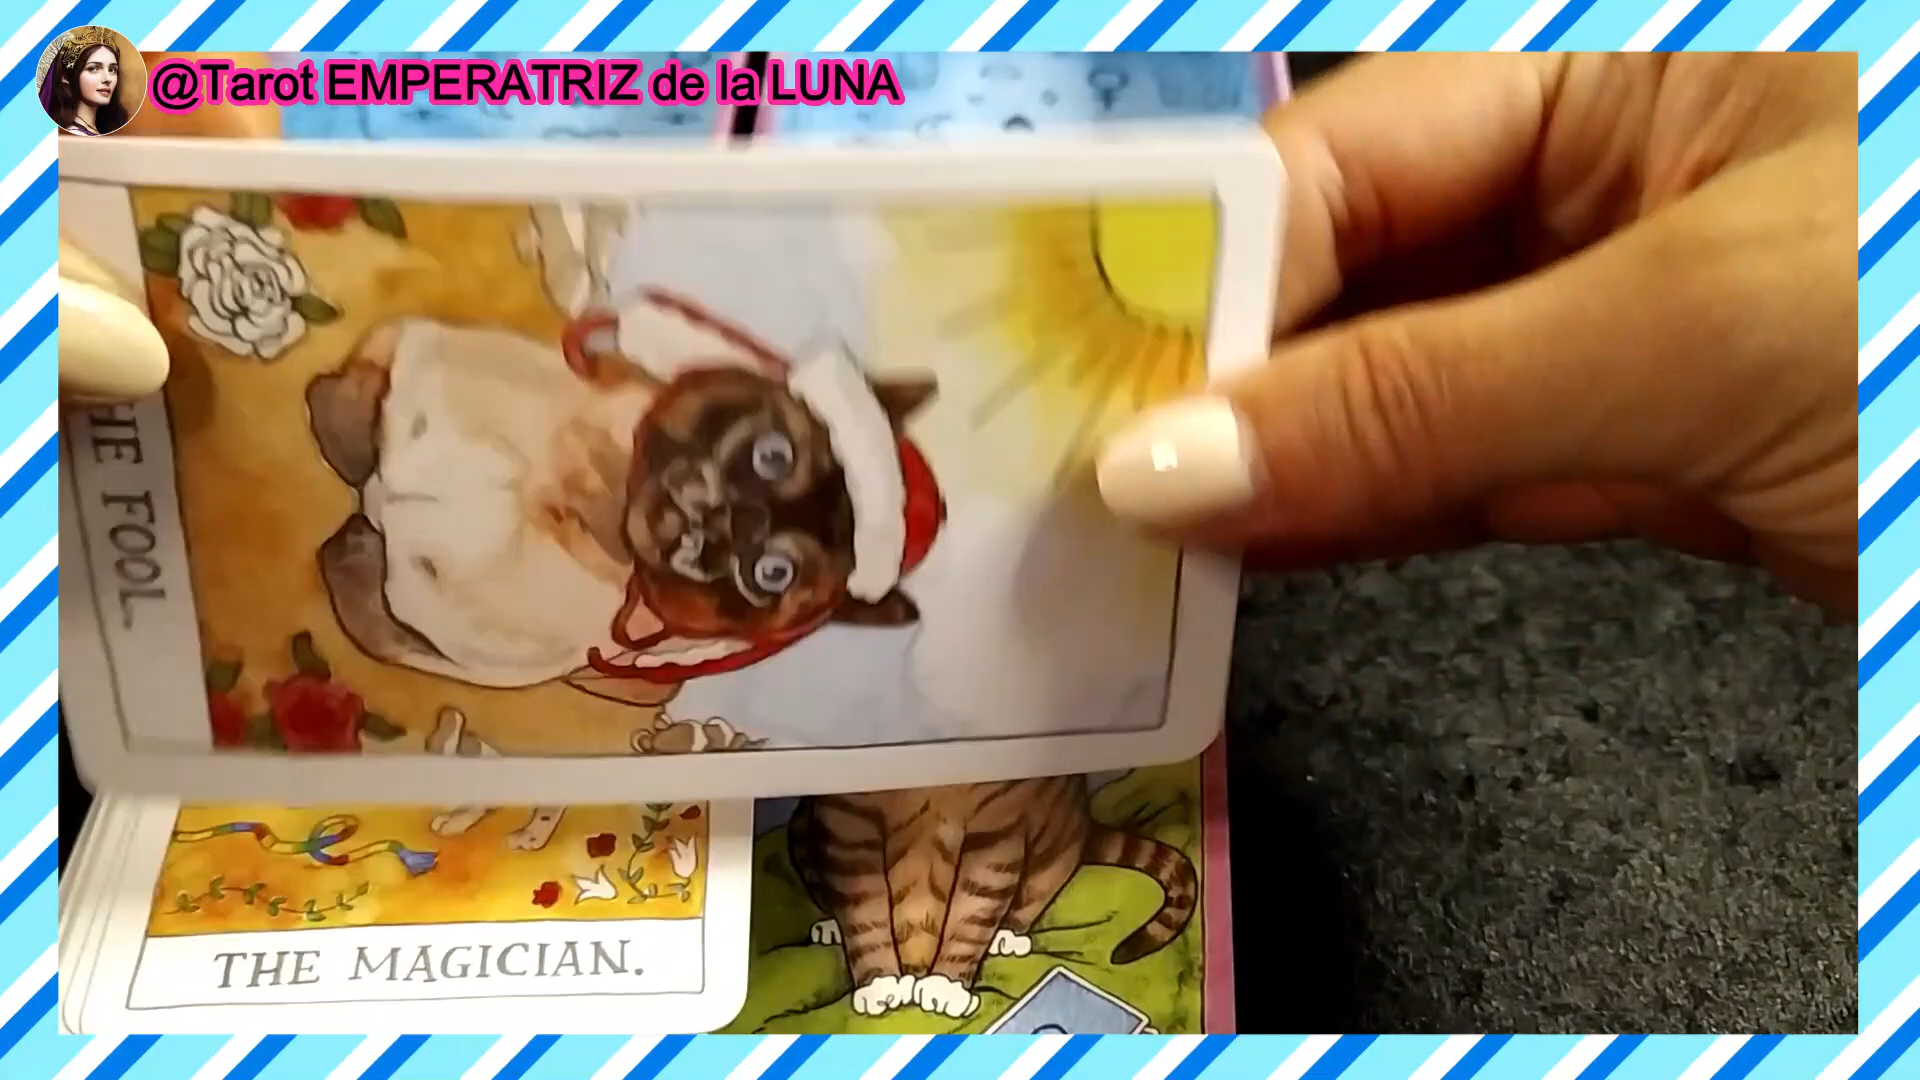 @Tarot EMPERATRIZ de la LUNA
HE FOOL
THE MAGICIAN.